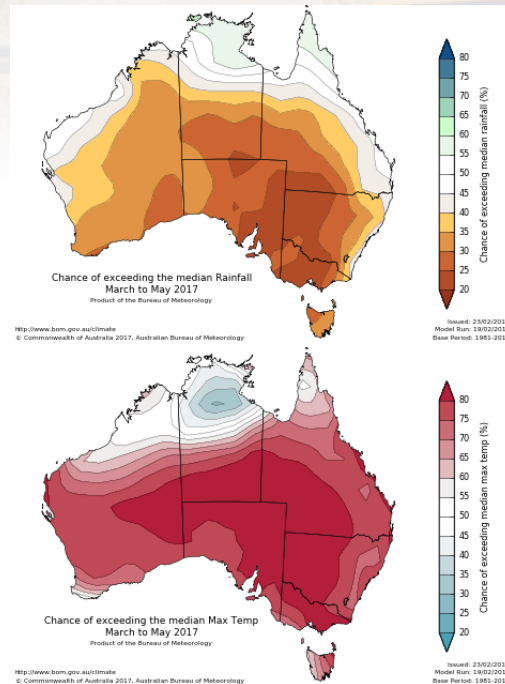 80
75
70
65
60
55
50
45
40
35
30
25
20
Chance of exceeding median rainfall (%)
Chance of exceeding the median Rainfall
March to May 2017
Product of the Bureau of Meteorology
http://www.bom.gov.au/climate
© Commonwealth of Australia 2017, Australian Bureau of Meteorology
Issued: 23/02/201
Model Run: 19/02/201
Base Period: 1981-201
80
75
70
65
60
55
50
45
40
35
30
25
20
Chance of exceeding median max temp (%)
Chance of exceeding the median Max Temp
March to May 2017
Product of the Bureau of Meteorology
http://www.bom.gov.au/climate
© Commonwealth of Australia 2017, Australian Bureau of Meteorology
Issued: 23/02/201
Model Run: 19/02/201
Base Period: 1981-201